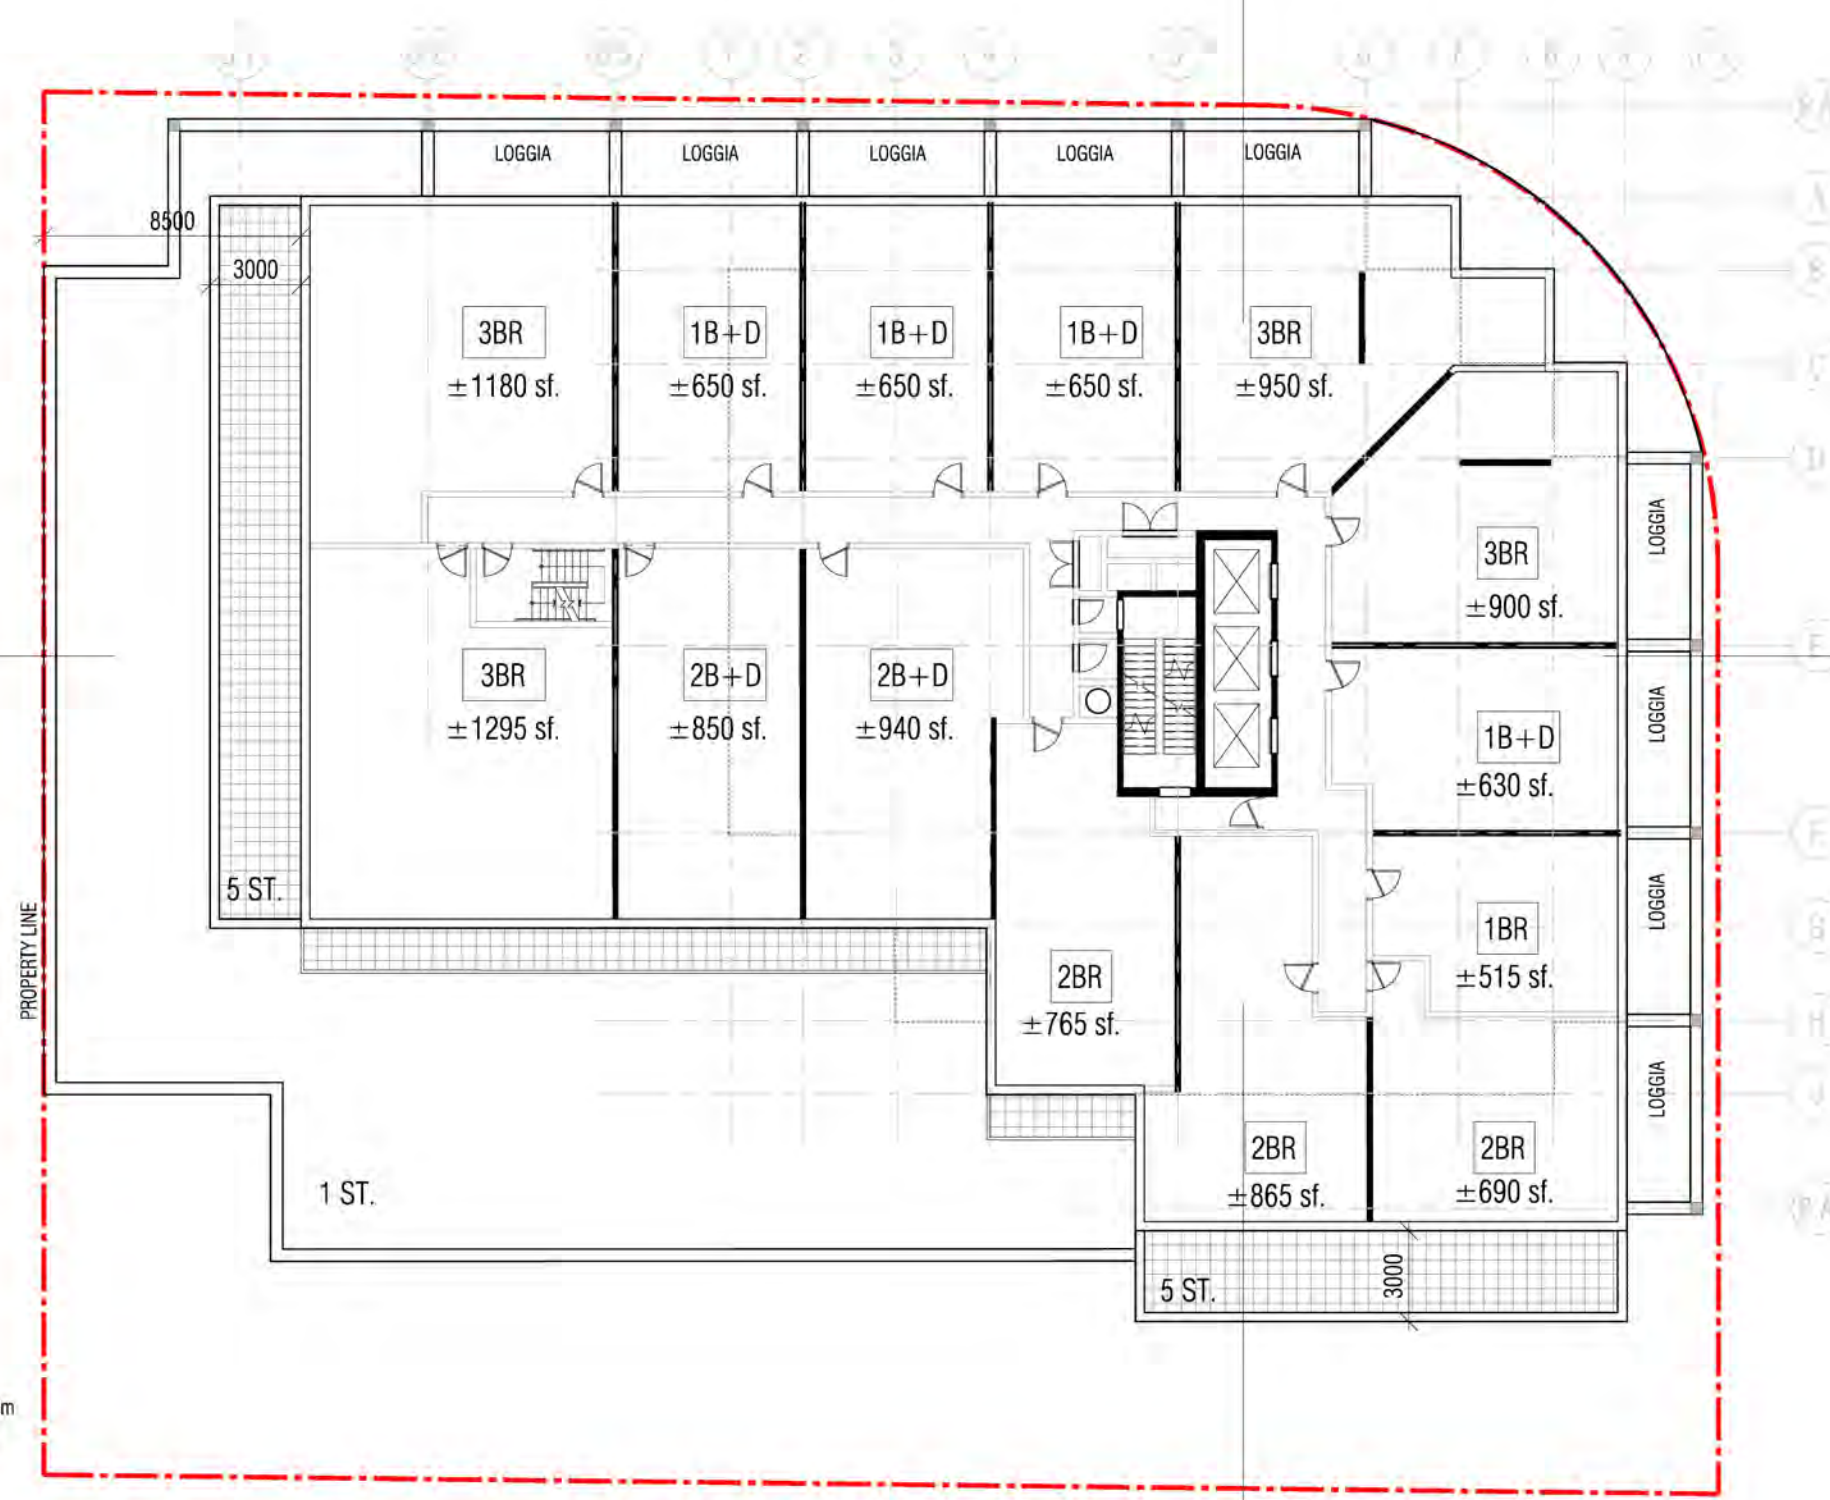 LOGGIA
LOGGIA
LOGGIA
LOGGIA
LOGGIA
8500
3000
3BR
±1180 sf.
1B+D
±650 sf.
1B+D
±650 sf.
1B+D
±650 sf.
3BR
±950 sf.
3BR
±900 sf.
LOGGIA
3BR
±1295 sf.
2B+D
±850 sf.
2B+D
±940 sf.
1B+D
±630 sf.
LOGGIA
5 ST.
PROPERTY LINE
2BR
±765 sf.
1BR
±515 sf.
LOGGIA
1 ST.
2BR
±865 sf.
2BR
±690 sf.
LOGGIA
5 ST.
3000
m
A
B
C
D
E
F
G
H